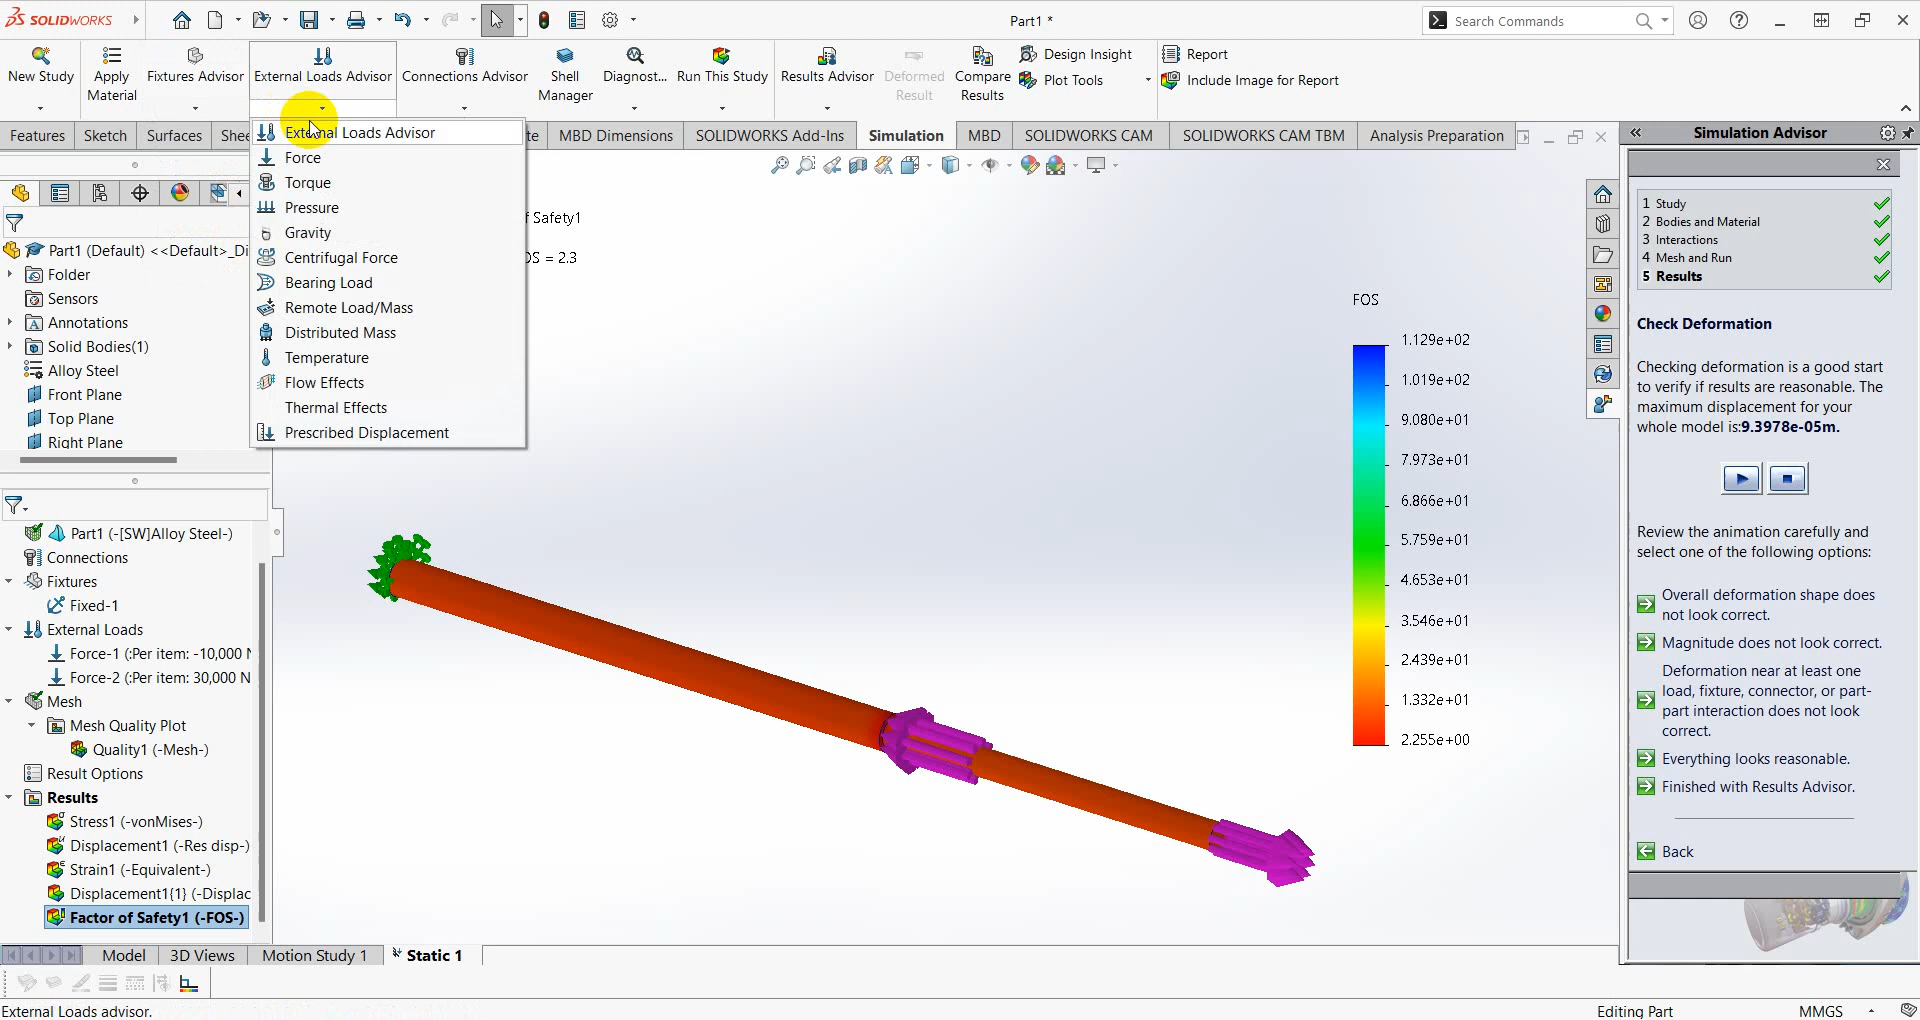 SOLIDWORKS
Part1 *
Search Commands
New Study
Apply Material
Fixtures Advisor
External Loads Advisor
Connections Advisor
Shell Manager
Diagnost...
Run This Study
Results Advisor
Deformed Result
Compare Results
Design Insight
Plot Tools
Report
Include Image for Report
Features
Sketch
Surfaces
MBD Dimensions
SOLIDWORKS Add-Ins
Simulation
MBD
SOLIDWORKS CAM
SOLIDWORKS CAM TBM
Analysis Preparation
External Loads Advisor
Force
Torque
Pressure
Gravity
Centrifugal Force
Bearing Load
Remote Load/Mass
Distributed Mass
Temperature
Flow Effects
Thermal Effects
Prescribed Displacement
Part1 (Default) <<Default>_Di
Folder
Sensors
Annotations
Solid Bodies(1)
Alloy Steel
Front Plane
Top Plane
Right Plane
Part1 (-[SW]Alloy Steel-)
Connections
Fixtures
Fixed-1
External Loads
Force-1 (:Per item: -10,000 N
Force-2 (:Per item: 30,000 N
Mesh
Mesh Quality Plot
Quality1 (-Mesh-)
Result Options
Results
Stress1 (-vonMises-)
Displacement1 (-Res disp-)
Strain1 (-Equivalent-)
Displacement1{1} (-Displac
Factor of Safety1 (-FOS-)
f Safety1
OS = 2.3
FOS
1.129e+02
1.019e+02
9.080e+01
7.973e+01
6.866e+01
5.759e+01
4.653e+01
3.546e+01
2.439e+01
1.332e+01
2.255e+00
Simulation Advisor
1 Study
2 Bodies and Material
3 Interactions
4 Mesh and Run
5 Results
Check Deformation
Checking deformation is a good start
to verify if results are reasonable. The
maximum displacement for your
whole model is:9.3978e-05m.
Review the animation carefully and
select one of the following options:
Overall deformation shape does
not look correct.
Magnitude does not look correct.
Deformation near at least one
load, fixture, connector, or part-
part interaction does not look
correct.
Everything looks reasonable.
Finished with Results Advisor.
Back
Model
3D Views
Motion Study 1
Static 1
External Loads advisor.
Editing Part
MMGS